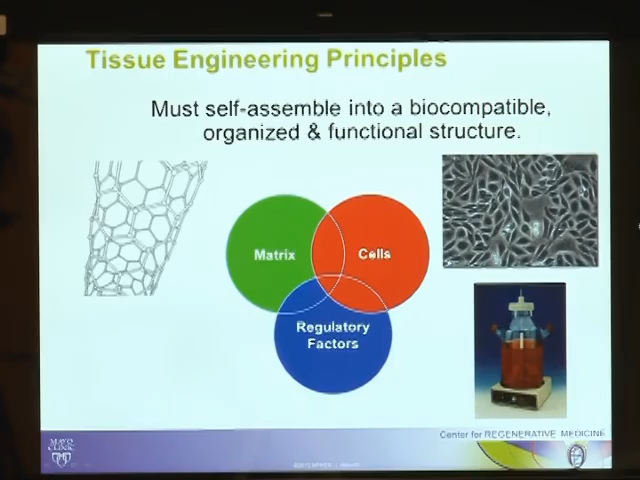 Tissue Engineering Principles
Must self-assemble into a biocompatible,
organized & functional structure.
Matrix
Cells
Regulatory
Factors
Center for REGENERATIVE MEDICINE
MAYO
CLINIC